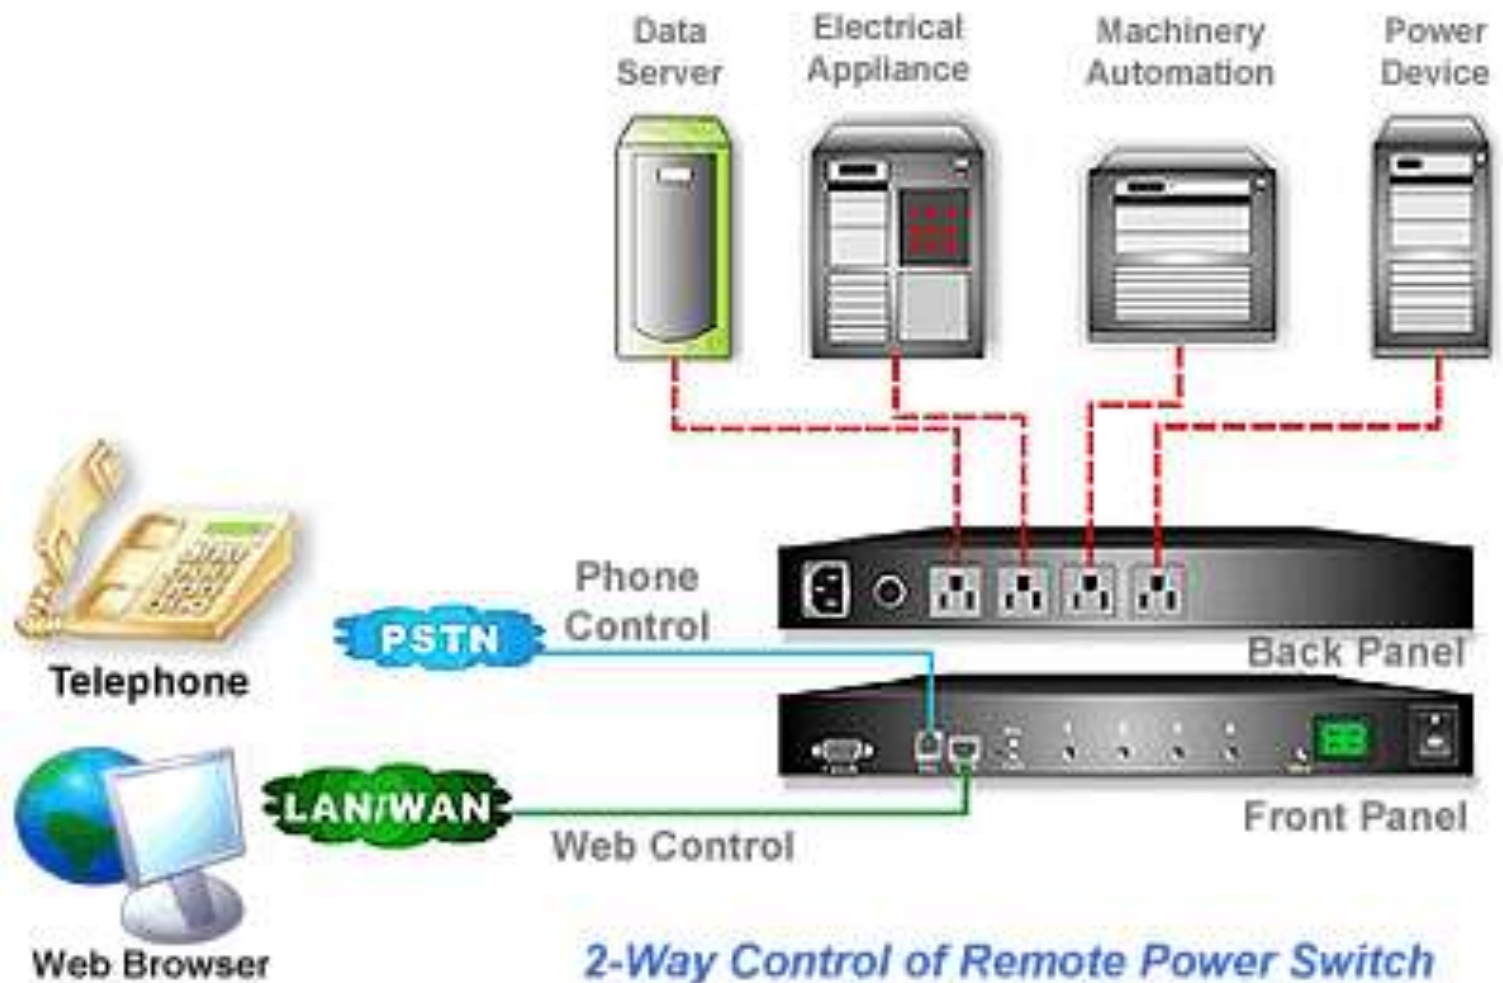 Data
Server
Electrical
Appliance
Machinery
Automation
Power
Device
Telephone
PSTN
Phone
Control
Back Panel
LAN/WAN
Web Control
Front Panel
Web Browser
2-Way Control of Remote Power Switch